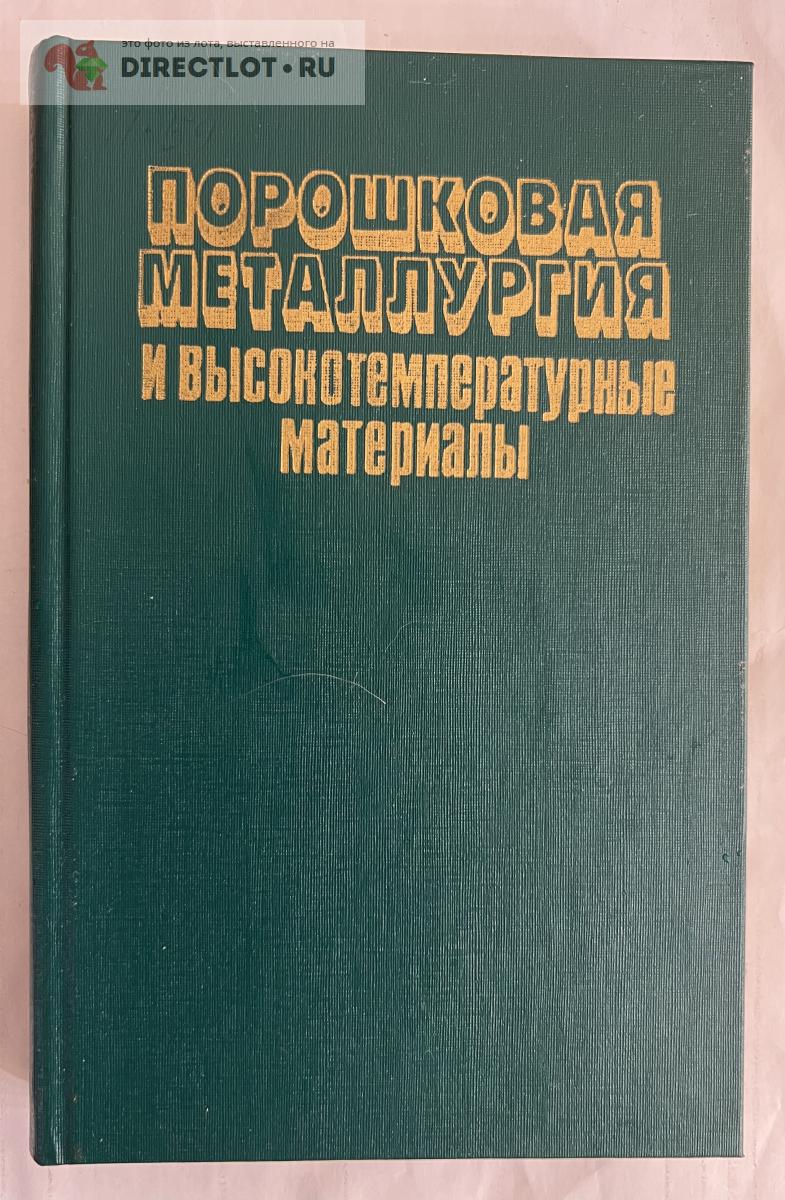 это фото из лота, выставленного на
DIRECTLOT • RU
ПОРОШКОВАЯ
МЕТАЛЛУРГИЯ
и высокотемпературные
материалы